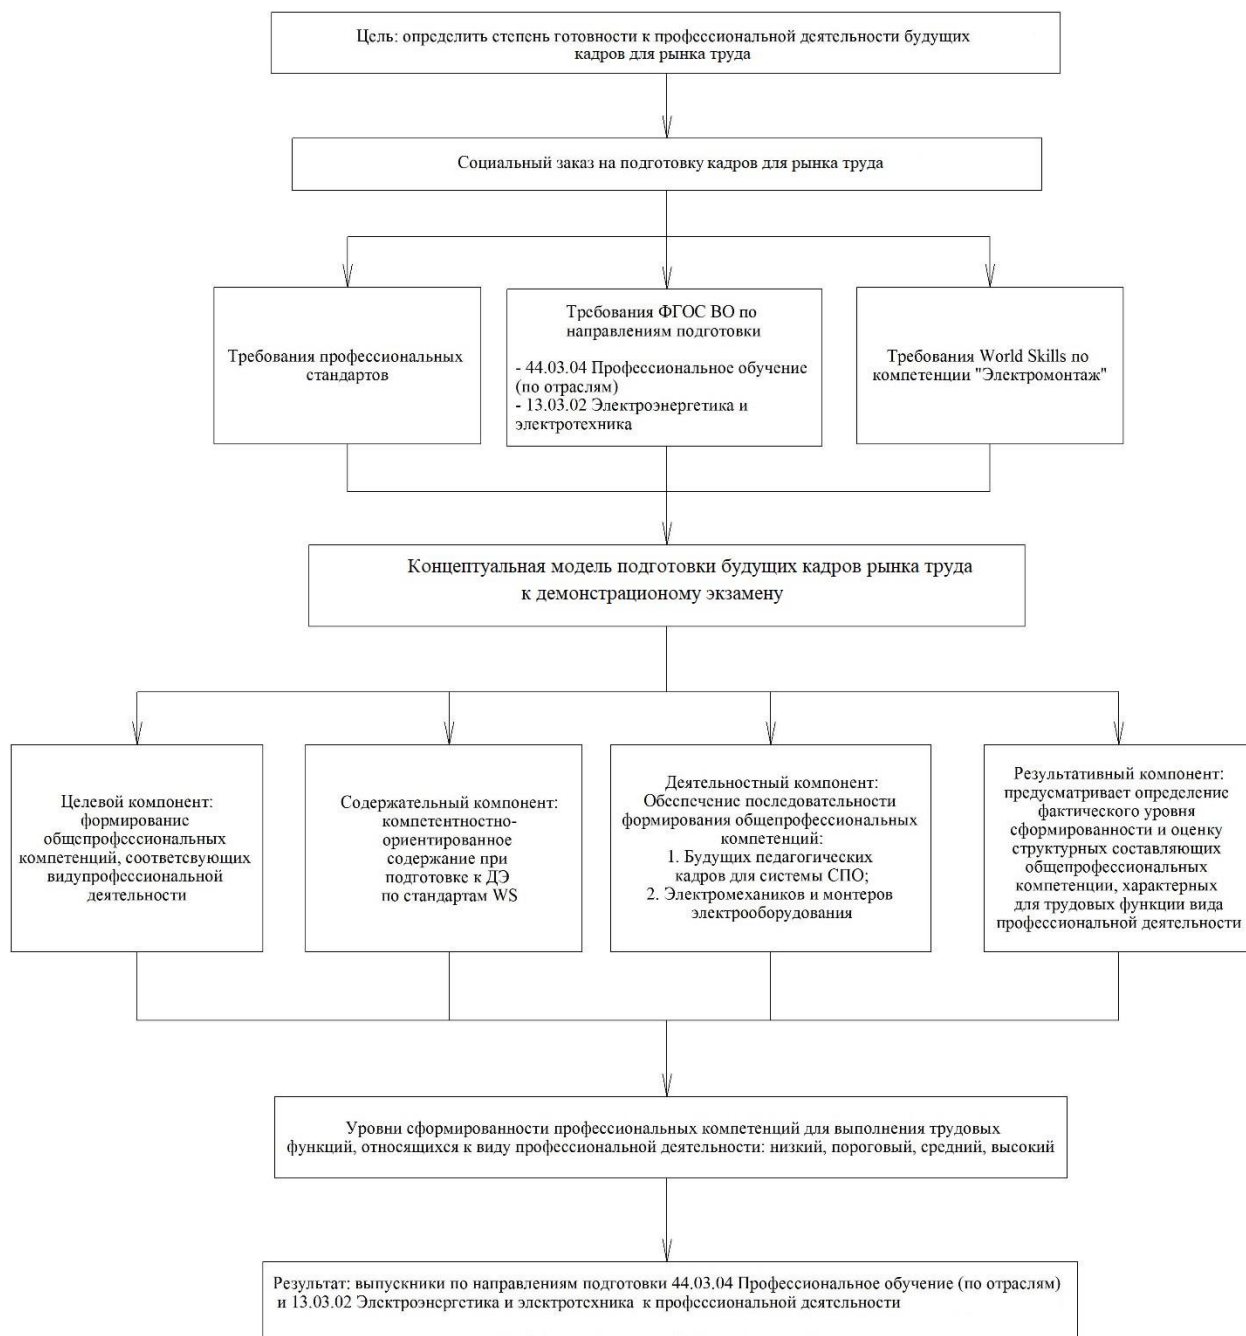 Цель: определить степень готовности к профессиональной деятельности будущих
кадров для рынка труда
Социальный заказ на подготовку кадров для рынка труда
Требования профессиональных
стандартов
Требования ФГОС ВО по
направлениям подготовки
- 44.03.04 Профессиональное обучение
(по отраслям)
- 13.03.02 Электроэнергетика и
электротехника
Требования World Skills по
компетенции "Электромонтаж"
Концептуальная модель подготовки будущих кадров рынка труда
к демонстрационому экзамену
Целевой компонент:
формирование
общепрофессиональных
компетенций, соответсвующих
видупрофессиональной
деятельности
Содержательный компонент:
компетентностно-
ориентированное
содержание при
подготовке к ДЭ
по стандартам WS
Деятельностный компонент:
Обеспечение последовательности
формирования общепрофессиональных
компетенций:
1. Будущих педагогических
кадров для системы СПО;
2. Электромехаников и монтеров
электрооборудования
Результативный компонент:
предусматривает определение
фактического уровня
сформированности и оценку
структурных составляющих
общепрофессиональных
компетенции, характерных
для трудовых функции вида
профессиональной деятельности
Уровни сформированности профессиональных компетенций для выполнения трудовых
функций, относящихся к виду профессиональной деятельности: низкий, пороговый, средний, высокий
Результат: выпускники по направлениям подготовки 44.03.04 Профессиональное обучение (по отраслям)
и 13.03.02 Электроэнергетика и электротехника к профессиональной деятельности